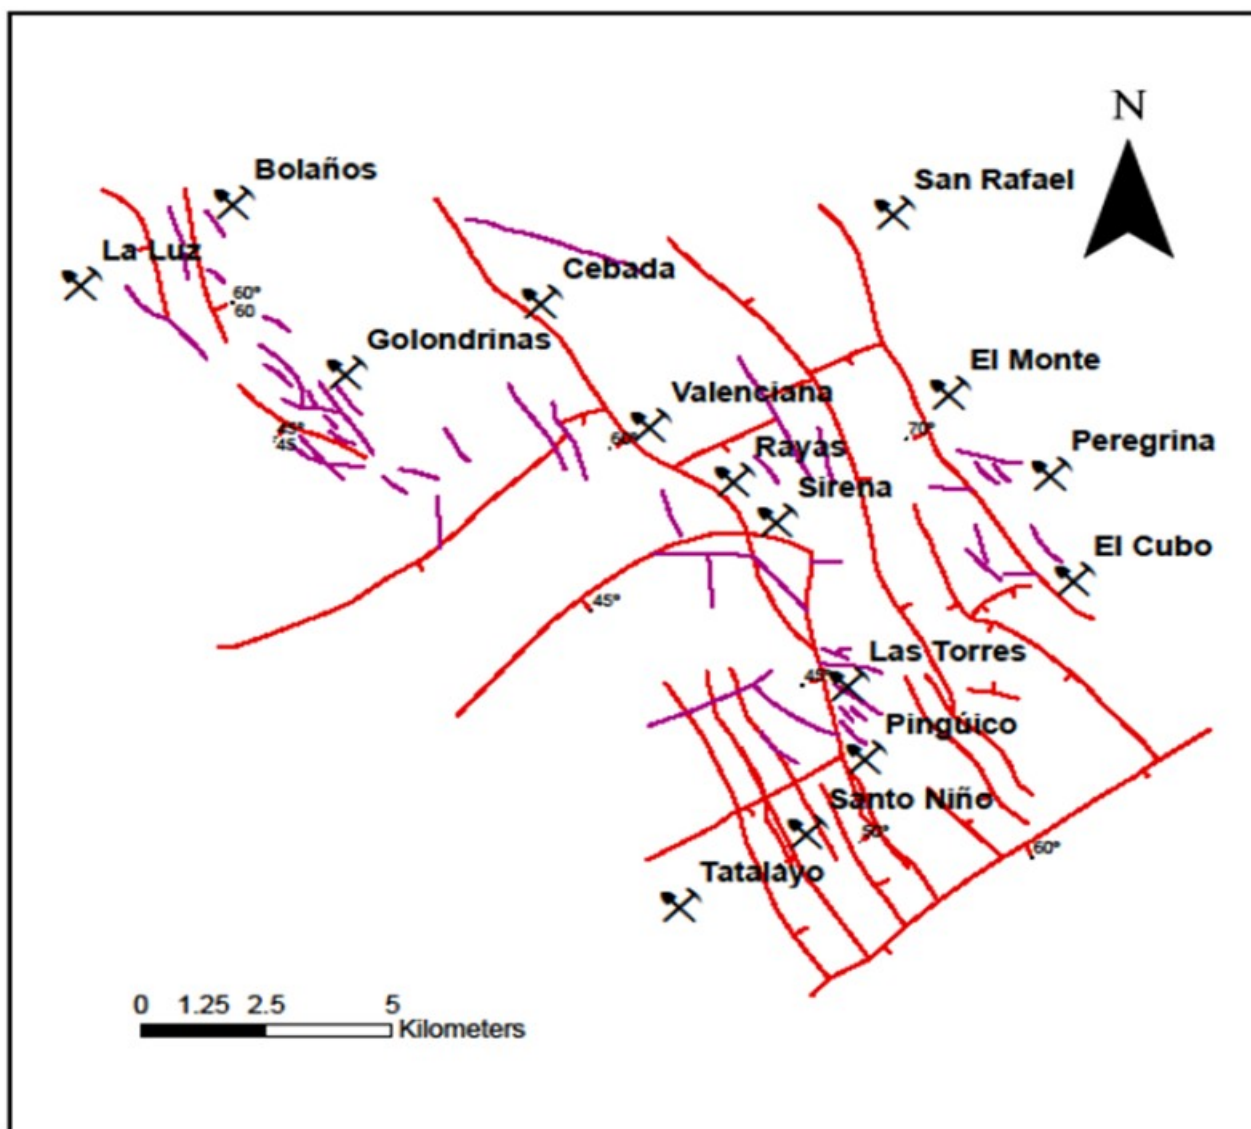 N
Bolaños
San Rafael
La Luz
Cebada
60°
60
Golondrinas
El Monte
Valenciana
45°
45
60°
70°
Rayas
Peregrina
Sirena
El Cubo
45°
Las Torres
45°
Pingúico
Santo Niño
50°
60°
Tatalayo
0 1.25 2.5 5
Kilometers